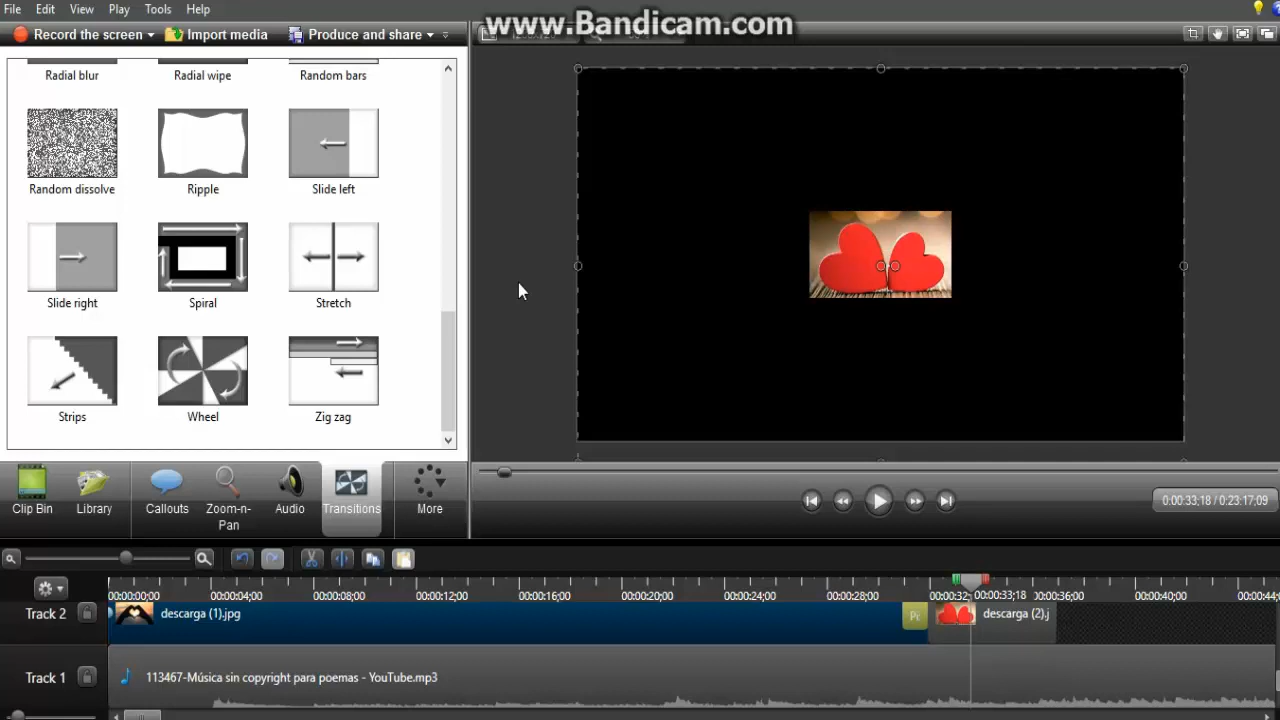 File Edit View Play Tools Help
www.Bandicam.com
Record the screen Import media Produce and share
Radial blur Radial wipe Random bars
Random dissolve Ripple Slide left
Slide right Spiral Stretch
Strips Wheel Zig zag
Clip Bin Library Callouts Zoom-n-Pan Audio Transitions More
0:00:33,18 / 0:23:17,09
00:00:00;00 00:00:04;00 00:00:08;00 00:00:12;00 00:00:16;00 00:00:20;00 00:00:24;00 00:00:28;00 00:00:32; 00:00:33;18 00:00:36;00 00:00:40;00 00:00:44;
Track 2 descarga (1).jpg descarga (2).j
Track 1 113467-Música sin copyright para poemas - YouTube.mp3